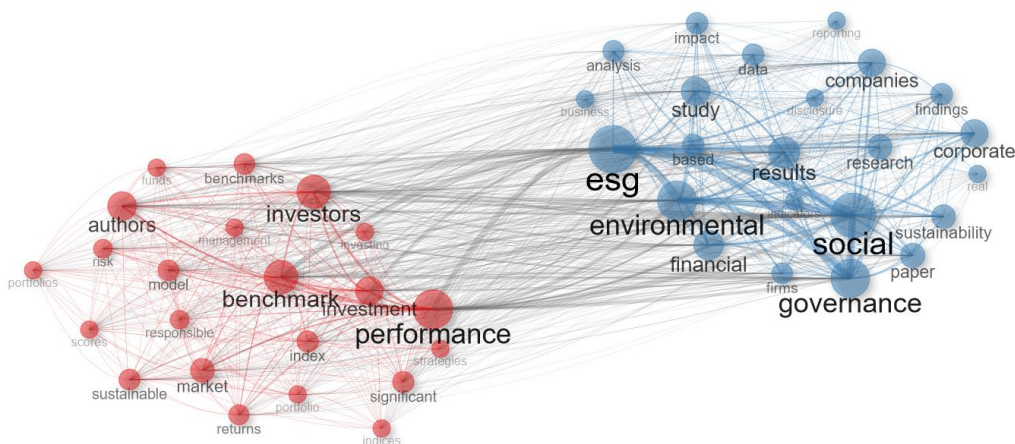 impact
reporting
analysis
data
companies
business
study
disclosure
findings
esg
based
results
research
corporate
real
environmental
indicators
social
sustainability
financial
firms
paper
governance
funds
benchmarks
authors
investors
management
investing
portfolios
risk
model
benchmark
investment
performance
scores
responsible
index
strategies
sustainable
market
portfolio
significant
returns
indices